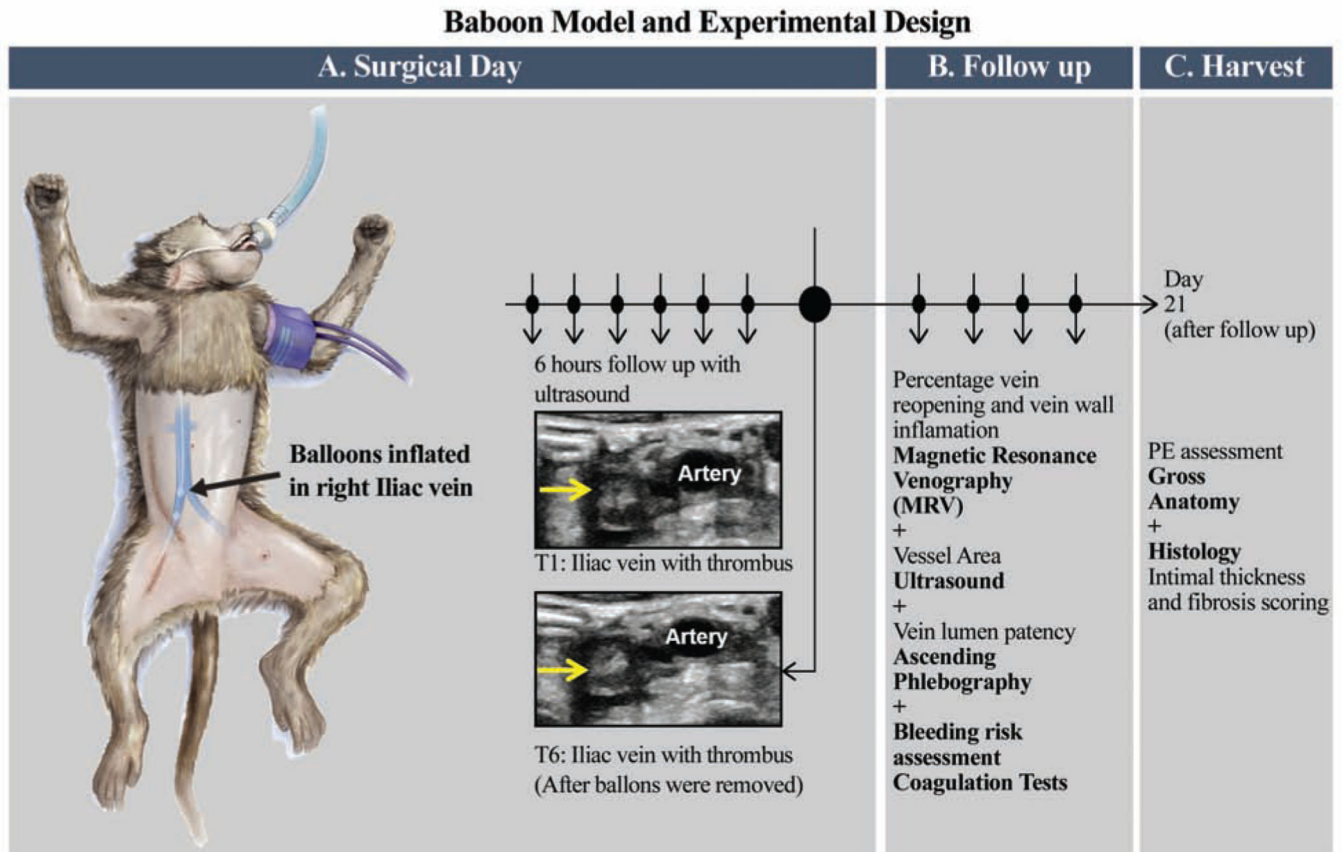 Baboon Model and Experimental Design
A. Surgical Day
B. Follow up
C. Harvest
Balloons inflated
in right Iliac vein
6 hours follow up with
ultrasound
Artery
T1: Iliac vein with thrombus
Artery
T6: Iliac vein with thrombus
(After ballons were removed)
Percentage vein
reopening and vein wall
inflamation
Magnetic Resonance
Venography
(MRV)
+
Vessel Area
Ultrasound
+
Vein lumen patency
Ascending
Phlebography
+
Bleeding risk
assessment
Coagulation Tests
Day
21
(after follow up)
PE assessment
Gross
Anatomy
+
Histology
Intimal thickness
and fibrosis scoring